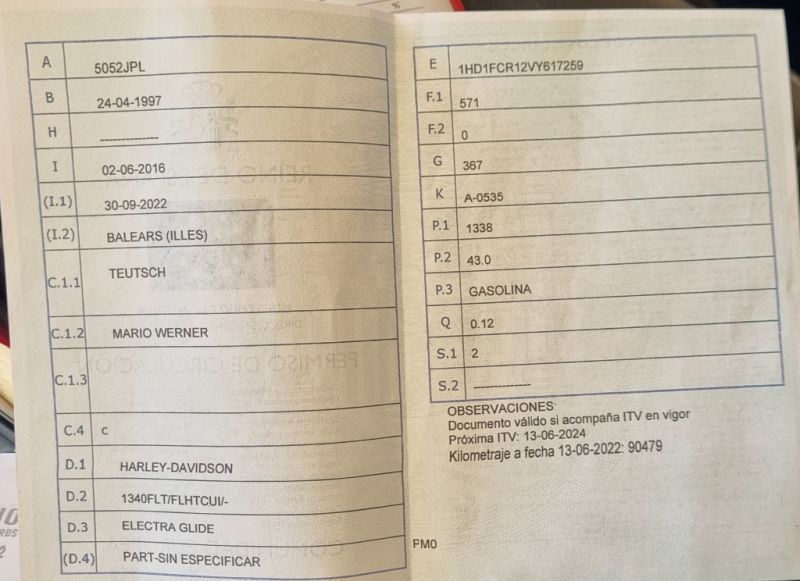 A 5052JPL
B 24-04-1997
H --------------
I 02-06-2016
(I.1) 30-09-2022
(I.2) BALEARS (ILLES)
C.1.1 TEUTSCH
C.1.2 MARIO WERNER
C.1.3
C.4 C
D.1 HARLEY-DAVIDSON
D.2 1340FLT/FLHTCUI/-
D.3 ELECTRA GLIDE
(D.4) PART-SIN ESPECIFICAR
E 1HD1FCR12VY617259
F.1 571
F.2 0
G 367
K A-0535
P.1 1338
P.2 43.0
P.3 GASOLINA
Q 0.12
S.1 2
S.2 --------------
OBSERVACIONES:
Documento válido si acompaña ITV en vigor
Próxima ITV: 13-06-2024
Kilometraje a fecha 13-06-2022: 90479
PM0